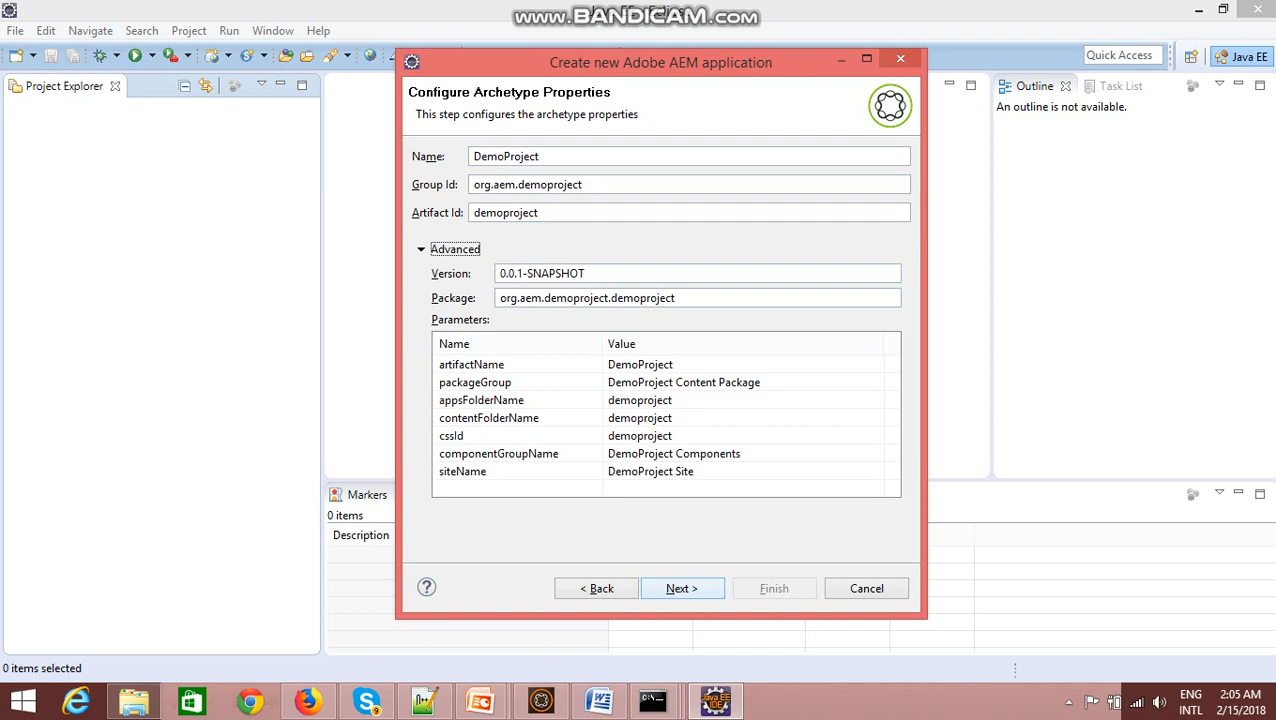 www.BANDICAM.com
File Edit Navigate Search Project Run Window Help
Quick Access
Java EE
Project Explorer
Outline
Task List
An outline is not available.
Create new Adobe AEM application
Configure Archetype Properties
This step configures the archetype properties
Name: DemoProject
Group Id: org.aem.demoproject
Artifact Id: demoproject
Advanced
Version: 0.0.1-SNAPSHOT
Package: org.aem.demoproject.demoproject
Parameters:
Name Value
artifactName DemoProject
packageGroup DemoProject Content Package
appsFolderName demoproject
contentFolderName demoproject
cssId demoproject
componentGroupName DemoProject Components
siteName DemoProject Site
Markers
0 items
Description
< Back
Next >
Finish
Cancel
0 items selected
ENG
INTL
2:05 AM
2/15/2018